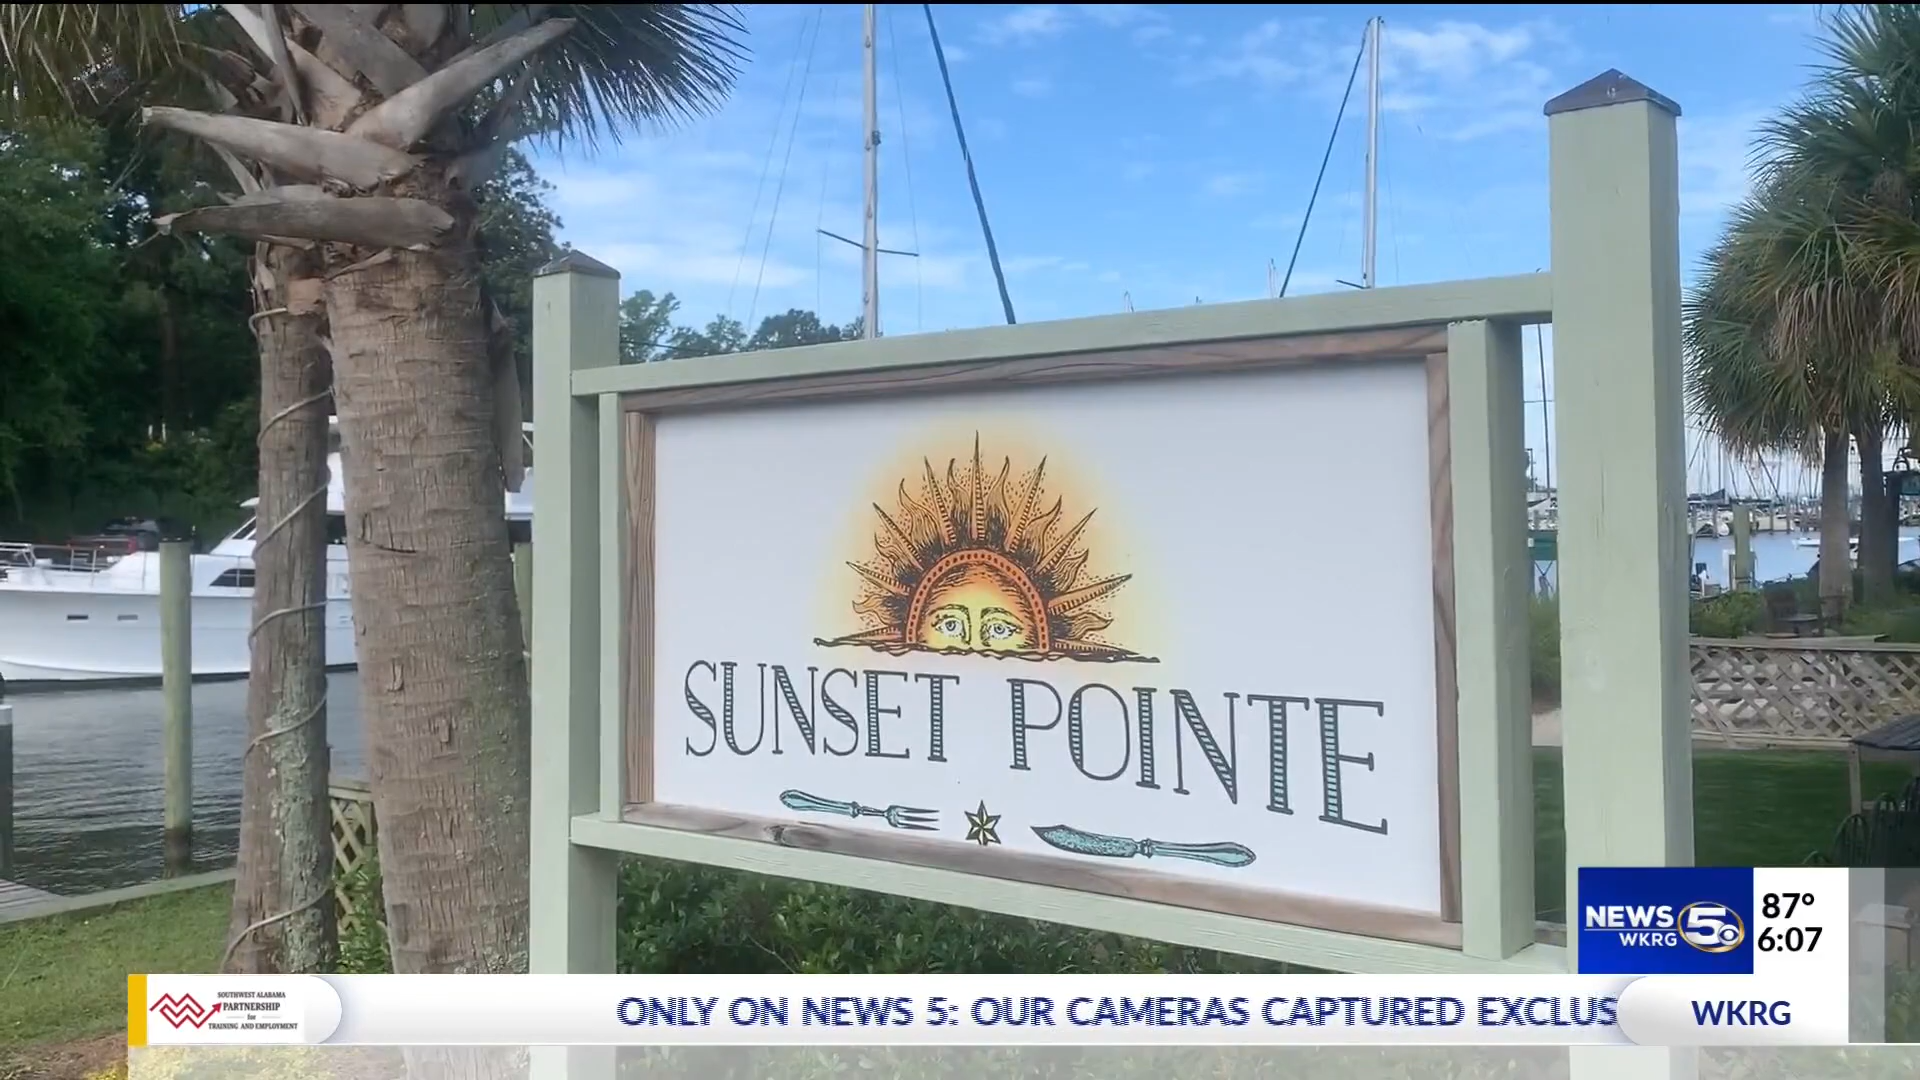 SUNSET POINTE
NEWS 5
WKRG
87°
6:07
SOUTHWEST ALABAMA
PARTNERSHIP
for
TRAINING AND EMPLOYMENT
ONLY ON NEWS 5: OUR CAMERAS CAPTURED EXCLUS
WKRG